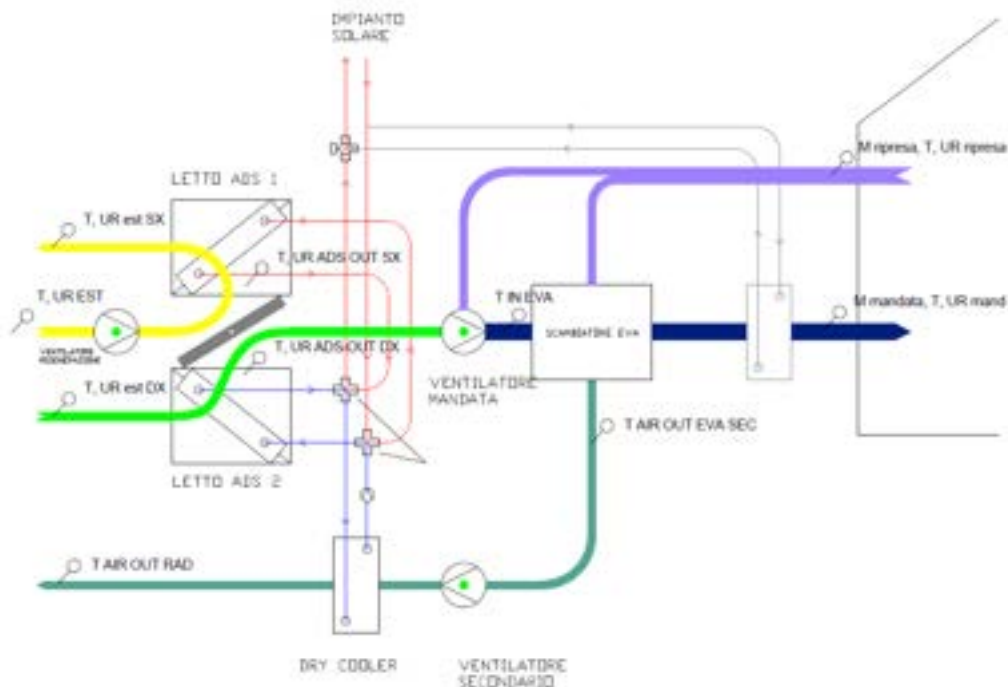 IMPIANTO
SOLARE
M ripresa, T, UR ripresa
LETTO ADS 1
T, UR est SX
T, UR ADS OUT SX
T, UR EST
T IN EVA
M mandata, T, UR mand
SCAMBIATORE EVA
VENTILATORE
RIGENERAZIONE
T, UR ADS OUT DX
T, UR est DX
VENTILATORE
MANDATA
T AIR OUT EVA SEC
LETTO ADS 2
T AIR OUT RAD
DRY COOLER
VENTILATORE
SECONDARIO